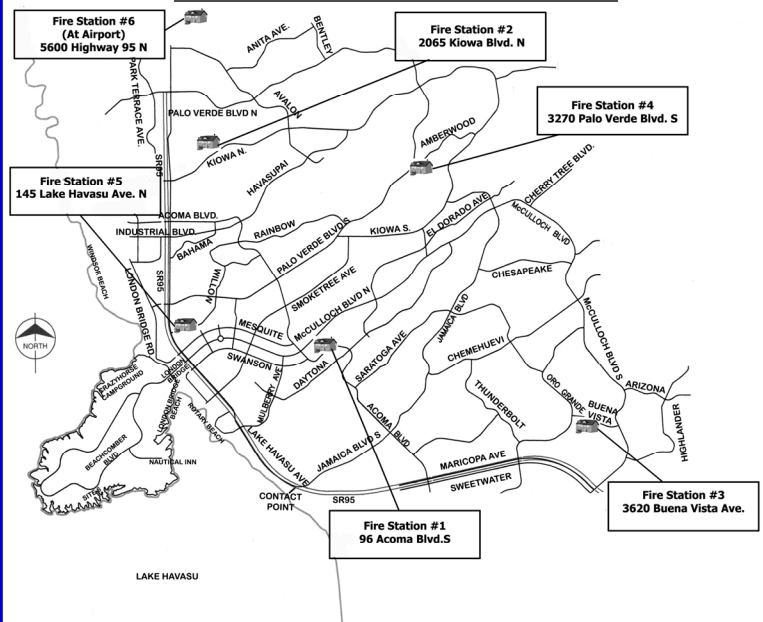 Fire Station #6
(At Airport)
5600 Highway 95 N
Fire Station #2
2065 Kiowa Blvd. N
Fire Station #4
3270 Palo Verde Blvd. S
Fire Station #5
145 Lake Havasu Ave. N
ANITA AVE.
BENTLEY
PARK TERRACE AVE.
PALO VERDE BLVD N
AVALON
AMBERWOOD
SR95
KIOWA N.
HAVASUPAI
CHERRY TREE BLVD.
ACOMA BLVD.
INDUSTRIAL BLVD.
RAINBOW
PALO VERDE BLVD S
KIOWA S.
EL DORADO AVE
McCULLOCH BLVD
BAHAMA
WINDSOR BEACH
WILLOW
SMOKETREE AVE
CHESAPEAKE
SR95
LONDON BRIDGE RD.
McCULLOCH BLVD N
JAMAICA BLVD
McCULLOCH BLVD S
NORTH
MESQUITE
SWANSON
SARATOGA AVE
CHEMEHUEVI
DAYTONA
MULBERRY AVE
LONDON
BRIDGE
CRAZYHORSE
CAMPGROUND
LONDON BRIDGE
BEACH
ROTARY BEACH
ORO GRANDE
ARIZONA
THUNDERBOLT
BUENA
VISTA
HIGHLANDER
ACOMA BLVD
BEACHCOMBER
BLVD
LAKE HAVASU AVE
JAMAICA BLVD S
NAUTICAL INN
MARICOPA AVE
SWEETWATER
SITE 6
CONTACT
POINT
SR95
Fire Station #3
3620 Buena Vista Ave.
Fire Station #1
96 Acoma Blvd.S
LAKE HAVASU